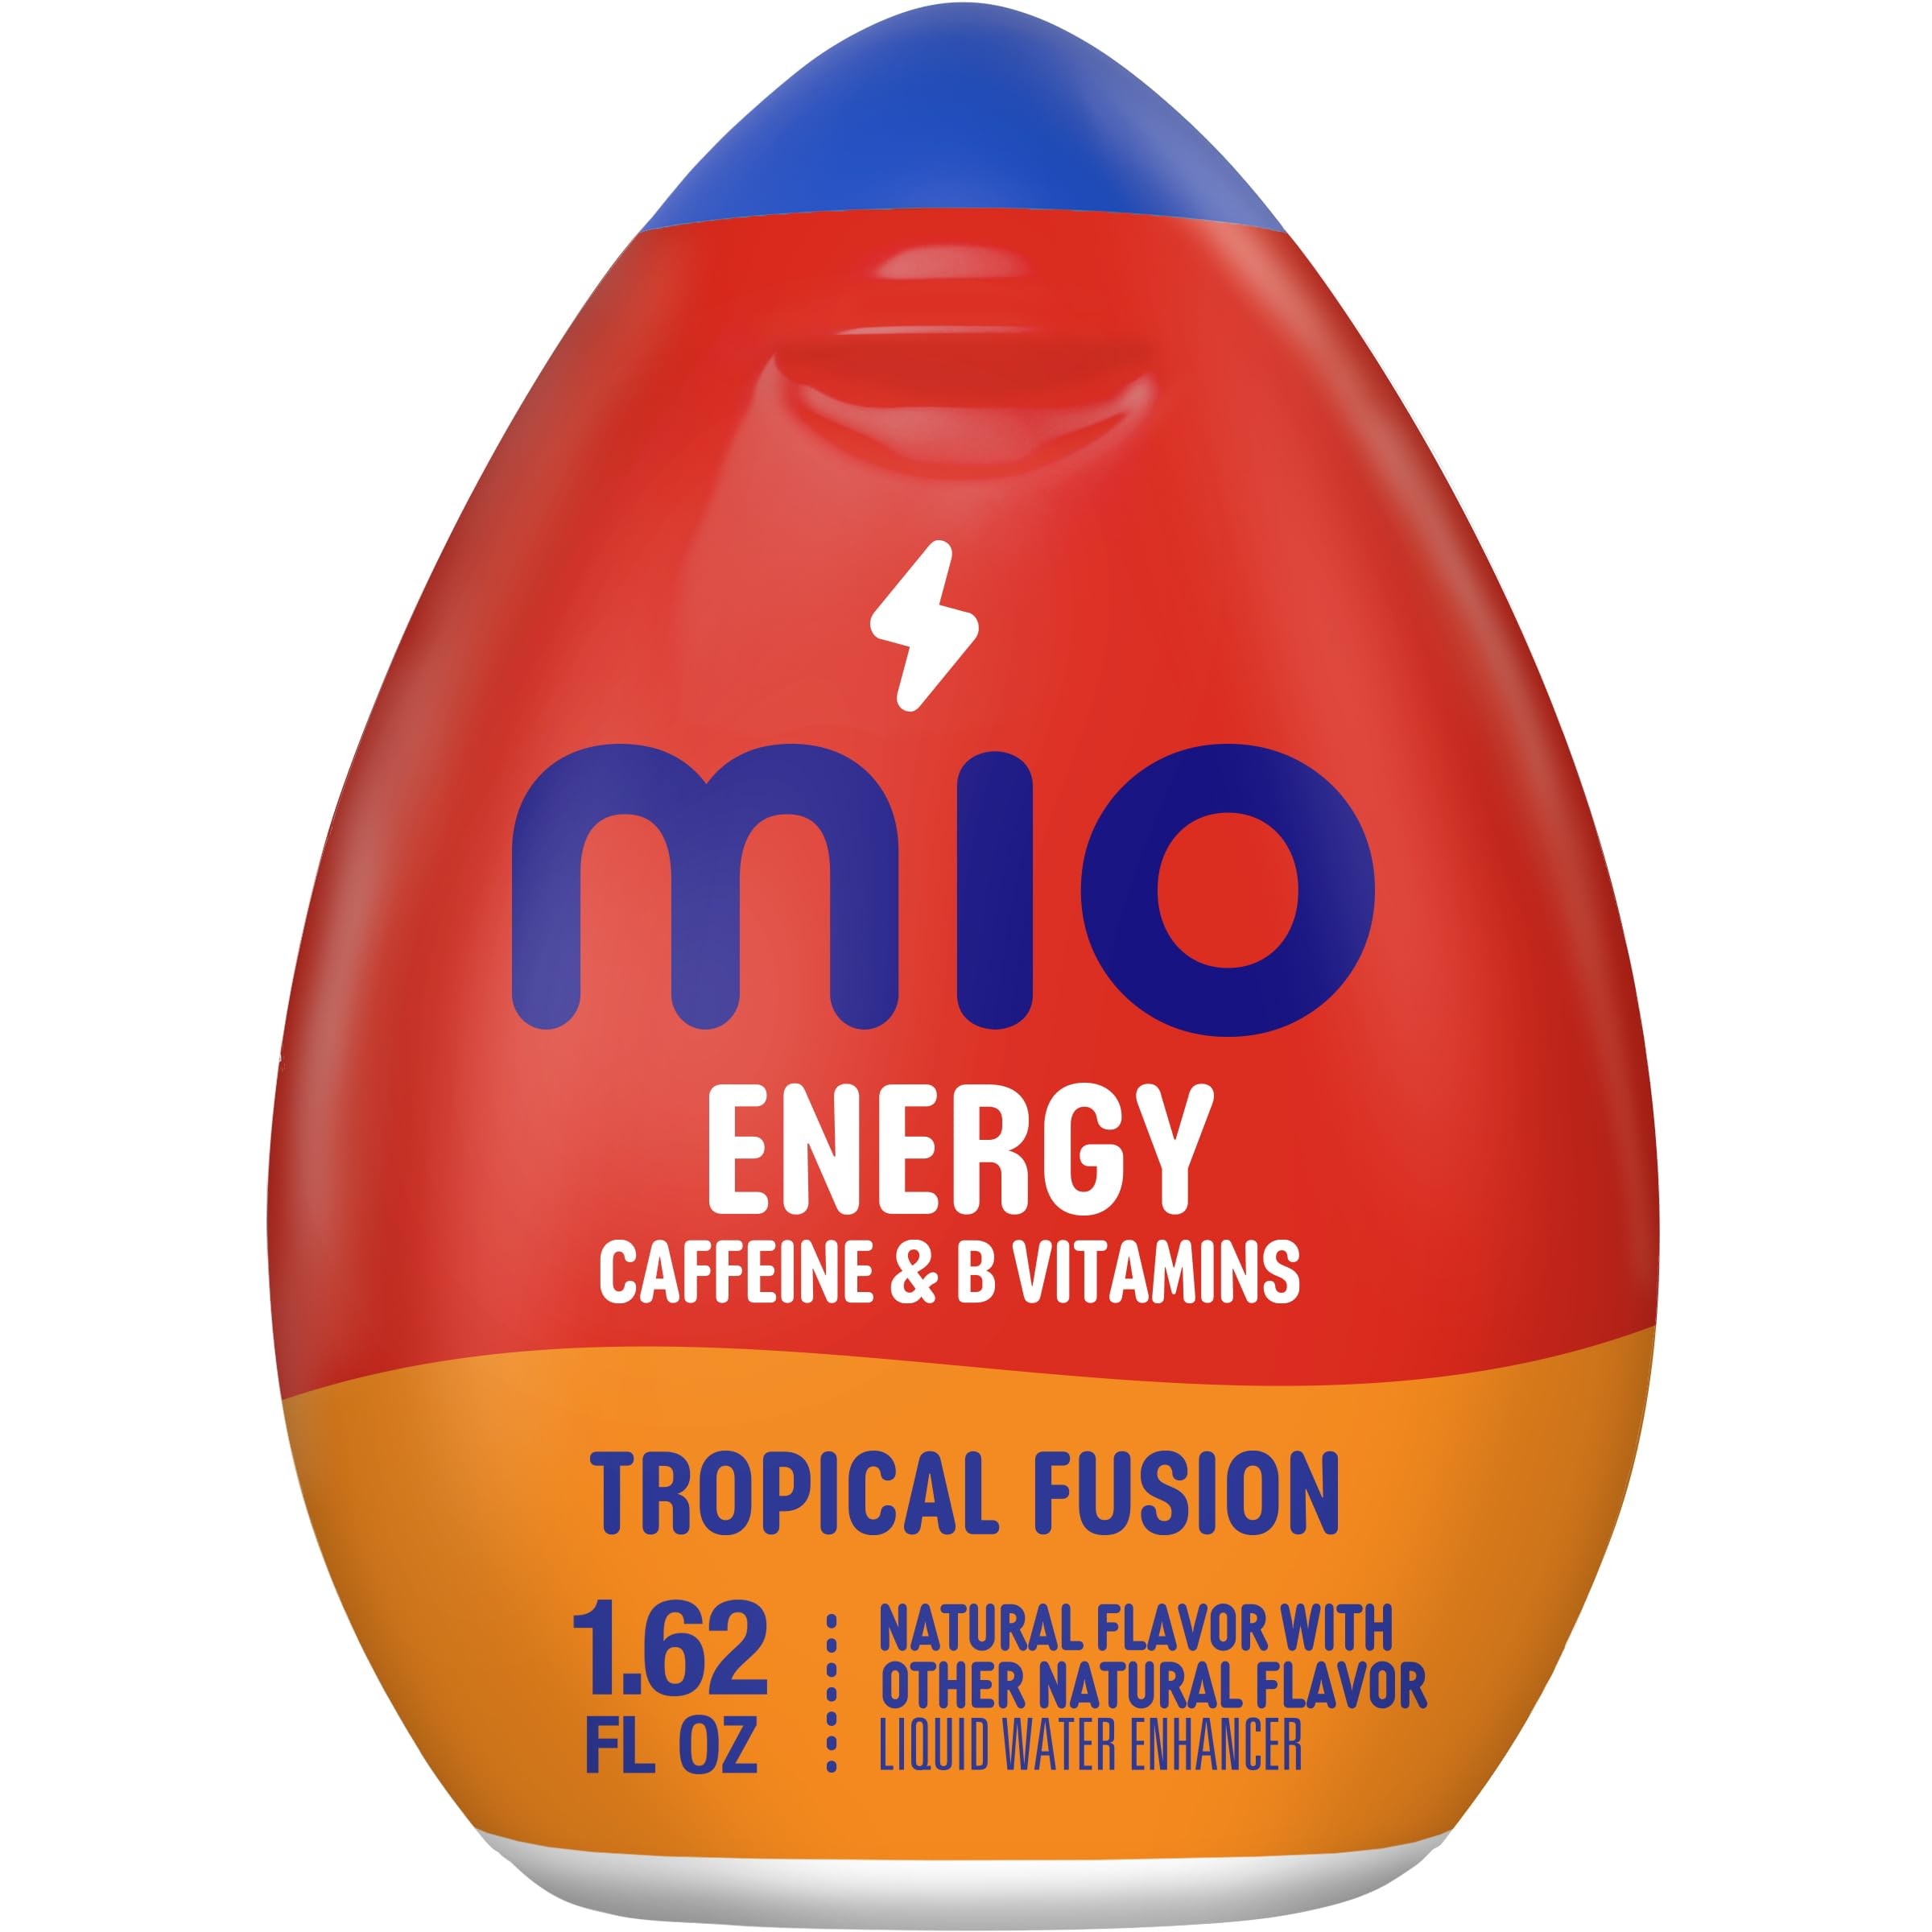 mio
ENERGY
CAFFEINE & B VITAMINS
TROPICAL FUSION
1.62
FL OZ
NATURAL FLAVOR WITH
OTHER NATURAL FLAVOR
LIQUID WATER ENHANCER